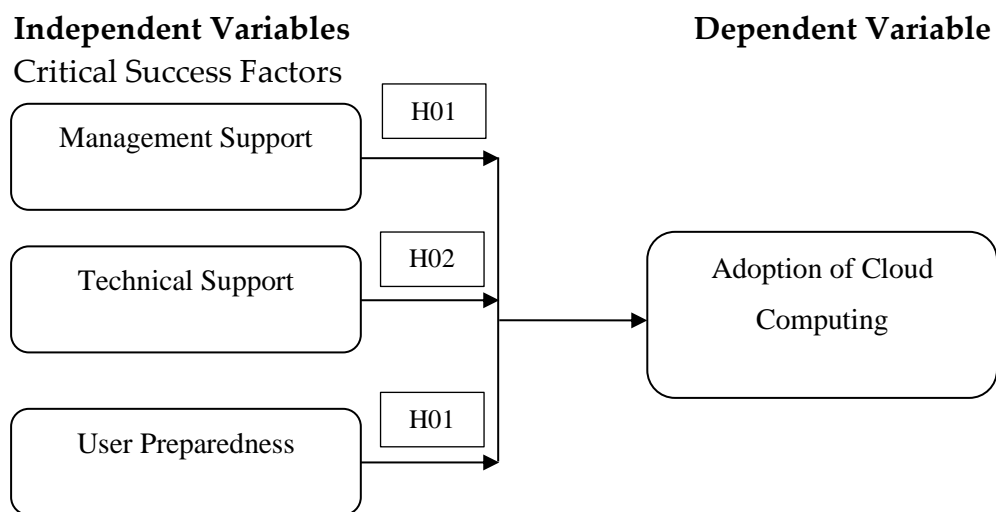 Independent Variables
Dependent Variable
Critical Success Factors
H01
Management Support
H02
Technical Support
Adoption of Cloud
Computing
H01
User Preparedness